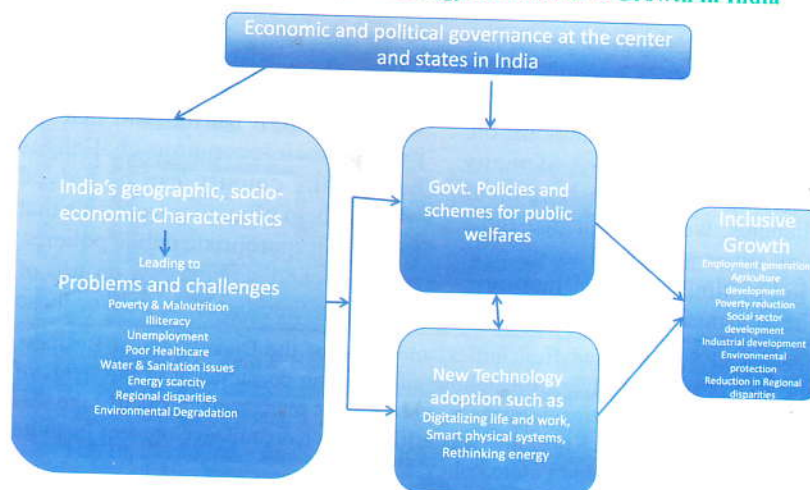 Growth in India
Economic and political governance at the center
and states in India
India's geographic, socio-
economic Characteristics
Leading to
Problems and challenges
Poverty & Malnutrition
Illiteracy
Unemployment
Poor Healthcare
Water & Sanitation issues
Energy scarcity
Regional disparities
Environmental Degradation
Govt. Policies and
schemes for public
welfares
New Technology
adoption such as
Digitalizing life and work,
Smart physical systems,
Rethinking energy
Inclusive
Growth
Employment generation
Agriculture
development
Poverty reduction
Social sector
development
Industrial development
Environmental
protection
Reduction in Regional
disparities